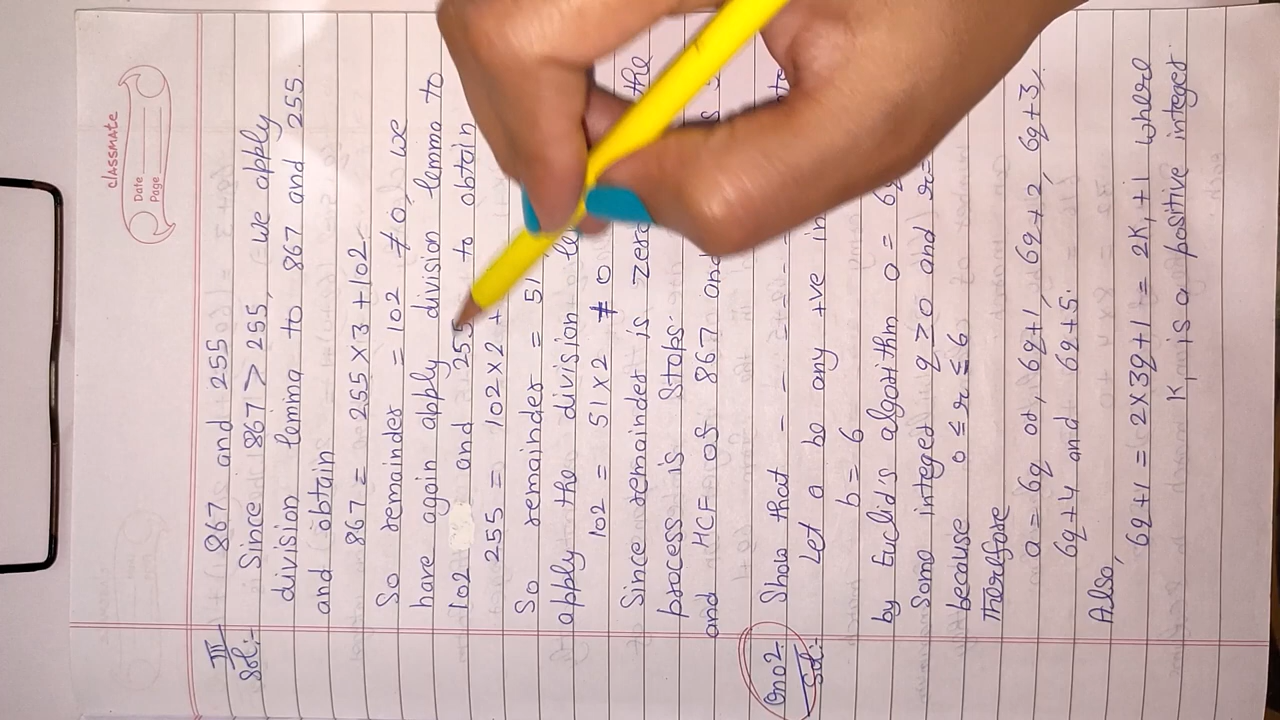 classmate
Date
Page
III 867 and 255
Sol:- Since 867 > 255, we apply
division lemma to 867 and 255
and obtain
867 = 255 × 3 + 102
So remainder = 102 ≠ 0, we
have again apply division lemma to
102 and 255 to obtain
255 = 102 × 2 +
So remainder = 51
apply the division
102 = 51 × 2 ≠ 0
Since remainder is zero the
process is stops.
and HCF of 867 and
Qno2. Show that - - - -
Sol:- Let a be any +ve in
b = 6
by Euclid's algorithm a = 6q
Some integer q > 0 and r =
because 0 ≤ r ≤ 6
Therefore
a = 6q or, 6q+1, 6q+2, 6q+3,
6q+4 and 6q+5.
Also,
6q+1 = 2×3q+1 = 2K₁+1 where
K₁ is a positive integer